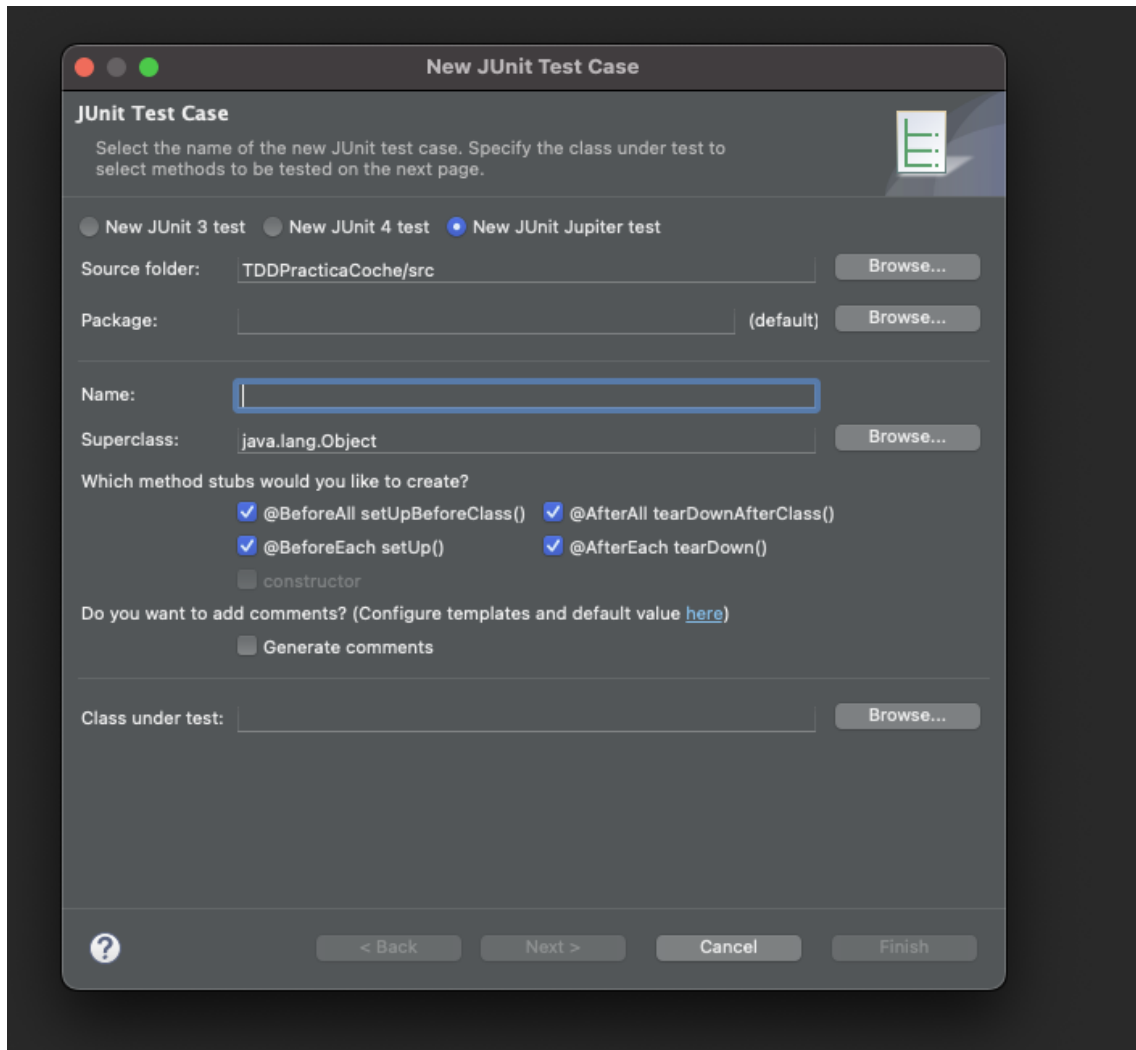 New JUnit Test Case
JUnit Test Case
Select the name of the new JUnit test case. Specify the class under test to
select methods to be tested on the next page.
New JUnit 3 test New JUnit 4 test New JUnit Jupiter test
Source folder: TDDPracticaCoche/src Browse...
Package: (default) Browse...
Name:
Superclass: java.lang.Object Browse...
Which method stubs would you like to create?
@BeforeAll setUpBeforeClass() @AfterAll tearDownAfterClass()
@BeforeEach setUp() @AfterEach tearDown()
constructor
Do you want to add comments? (Configure templates and default value here)
Generate comments
Class under test: Browse...
? < Back Next > Cancel Finish